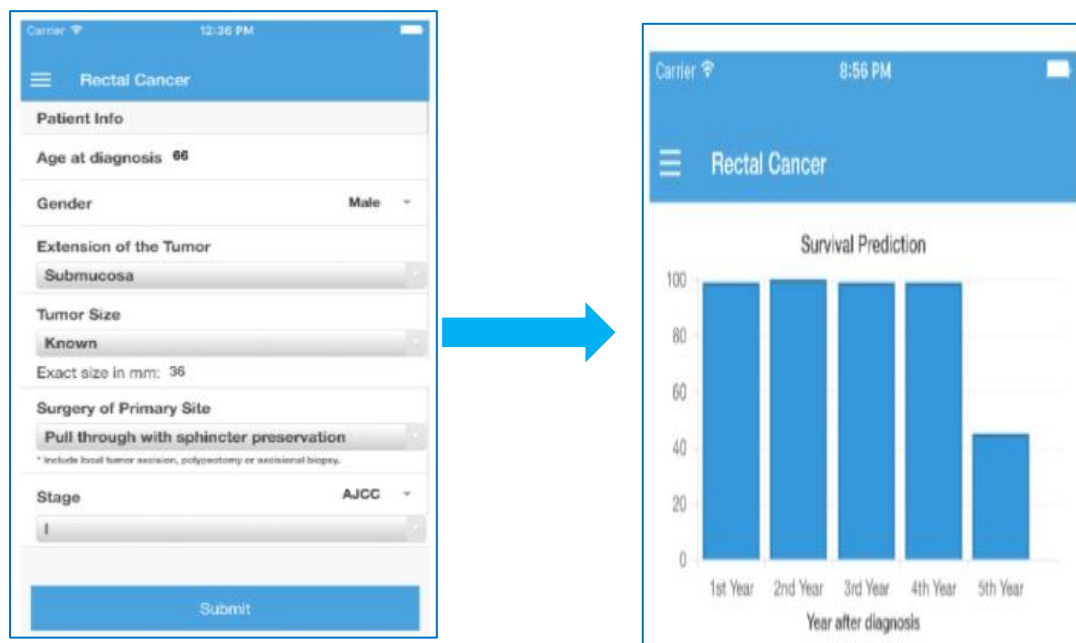 Carrier 12:36 PM
Rectal Cancer
Patient Info
Age at diagnosis 66
Gender Male
Extension of the Tumor
Submucosa
Tumor Size
Known
Exact size in mm: 36
Surgery of Primary Site
Pull through with sphincter preservation
* Include local tumor excision, polypectomy or excisional biopsy.
Stage AJCC
I
Submit
Carrier 8:56 PM
Rectal Cancer
Survival Prediction
100
80
60
40
20
0
1st Year 2nd Year 3rd Year 4th Year 5th Year
Year after diagnosis